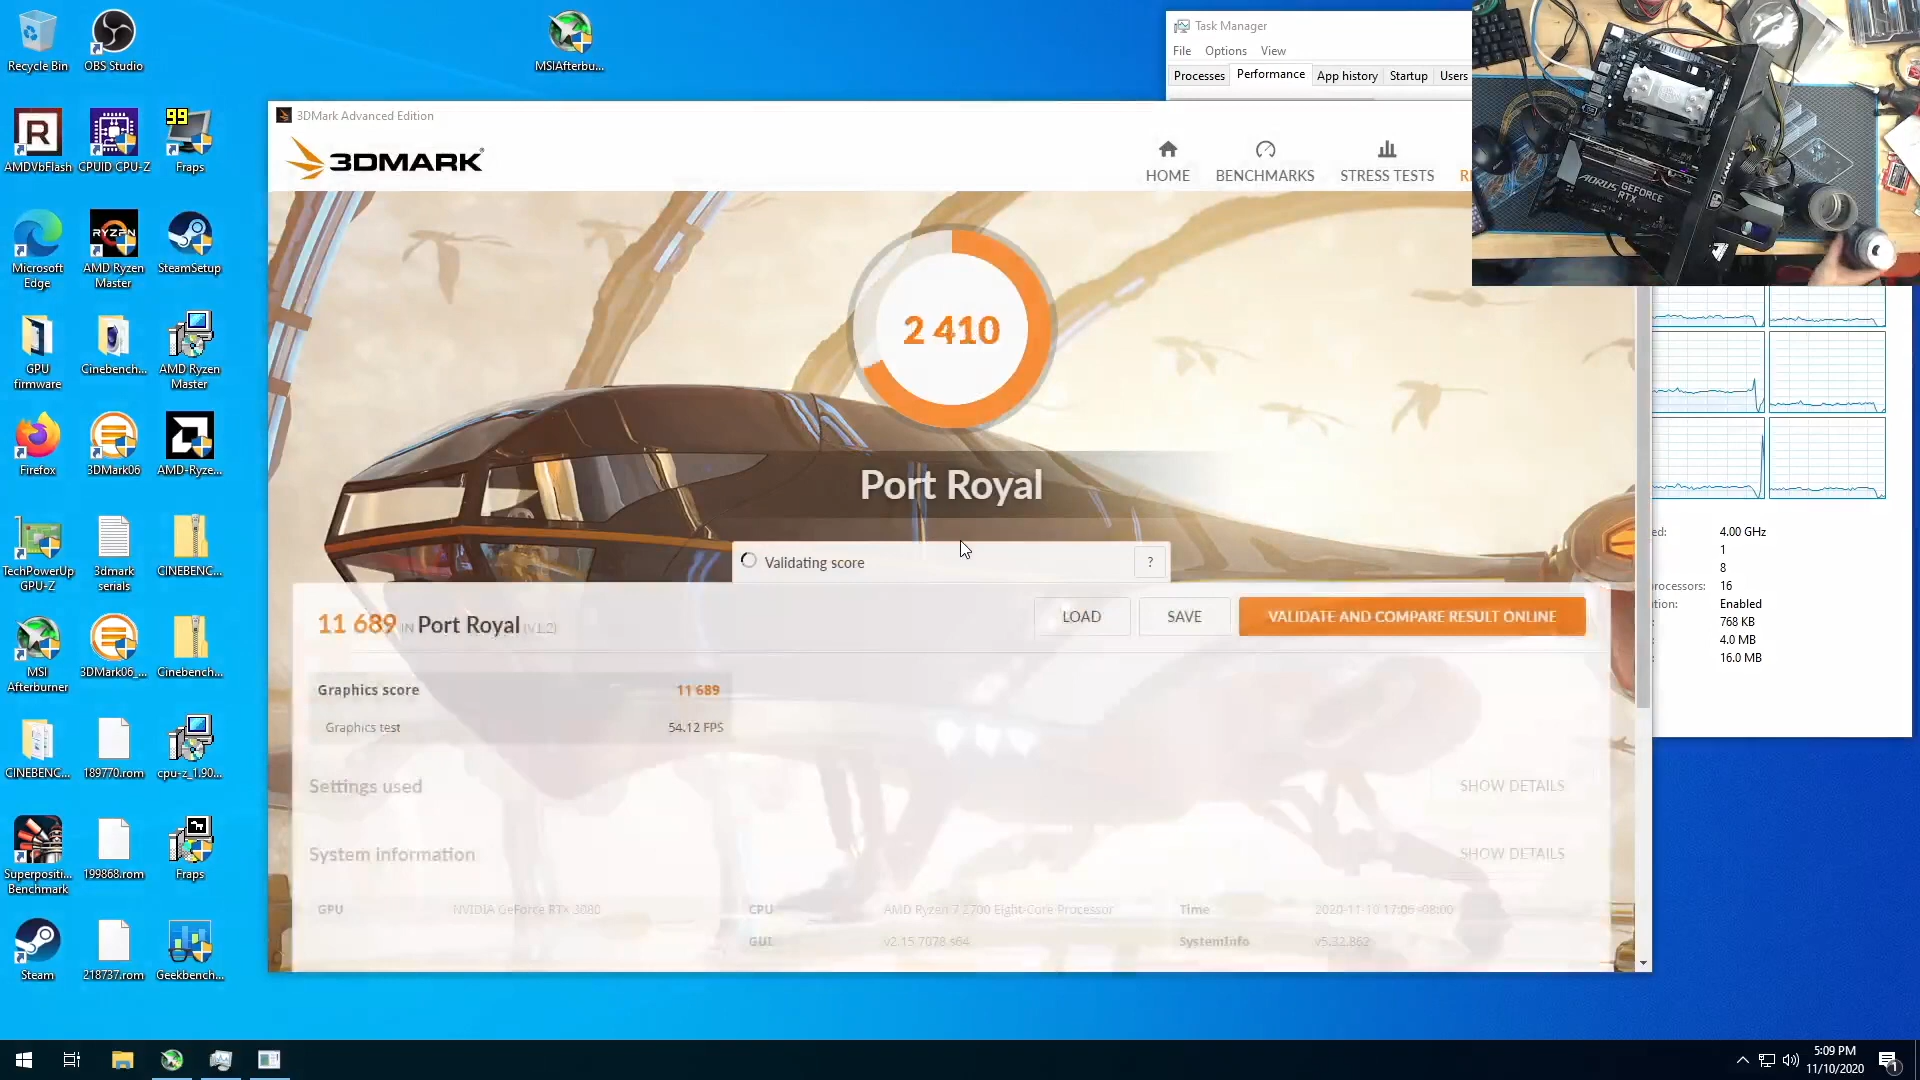 Recycle Bin
OBS Studio
MSIAfterbu...
Task Manager
File Options View
Processes Performance App history Startup Users
3DMark Advanced Edition
3DMARK
HOME
BENCHMARKS
STRESS TESTS
AORUS GEFORCE
RTX
99
AMDVbFlash
CPUID CPU-Z
Fraps
RYZEN
Microsoft
Edge
AMD Ryzen
Master
SteamSetup
GPU
firmware
Cinebench...
AMD Ryzen
Master
Firefox
3DMark06
AMD-Ryze...
TechPowerUp
GPU-Z
3dmark
serials
CINEBENC...
MSI
Afterburner
3DMark06_...
Cinebench...
CINEBENC...
189770.rom
cpu-z_1.90...
Superpositi...
Benchmark
199868.rom
Fraps
Steam
218737.rom
Geekbench...
2 410
Port Royal
Validating score
?
11 689 IN Port Royal (V1.2)
LOAD
SAVE
VALIDATE AND COMPARE RESULT ONLINE
Graphics score 11 689
Graphics test 54.12 FPS
Settings used SHOW DETAILS
System information SHOW DETAILS
GPU NVIDIA GeForce RTX 3080
CPU AMD Ryzen 7 2700 Eight-Core Processor
Time 2020-11-10 17:06 -08:00
GUI v2.15.7078 s64
SystemInfo v5.32.862
ed: 4.00 GHz
1
8
rocessors: 16
tion: Enabled
768 KB
4.0 MB
16.0 MB
5:09 PM
11/10/2020
1